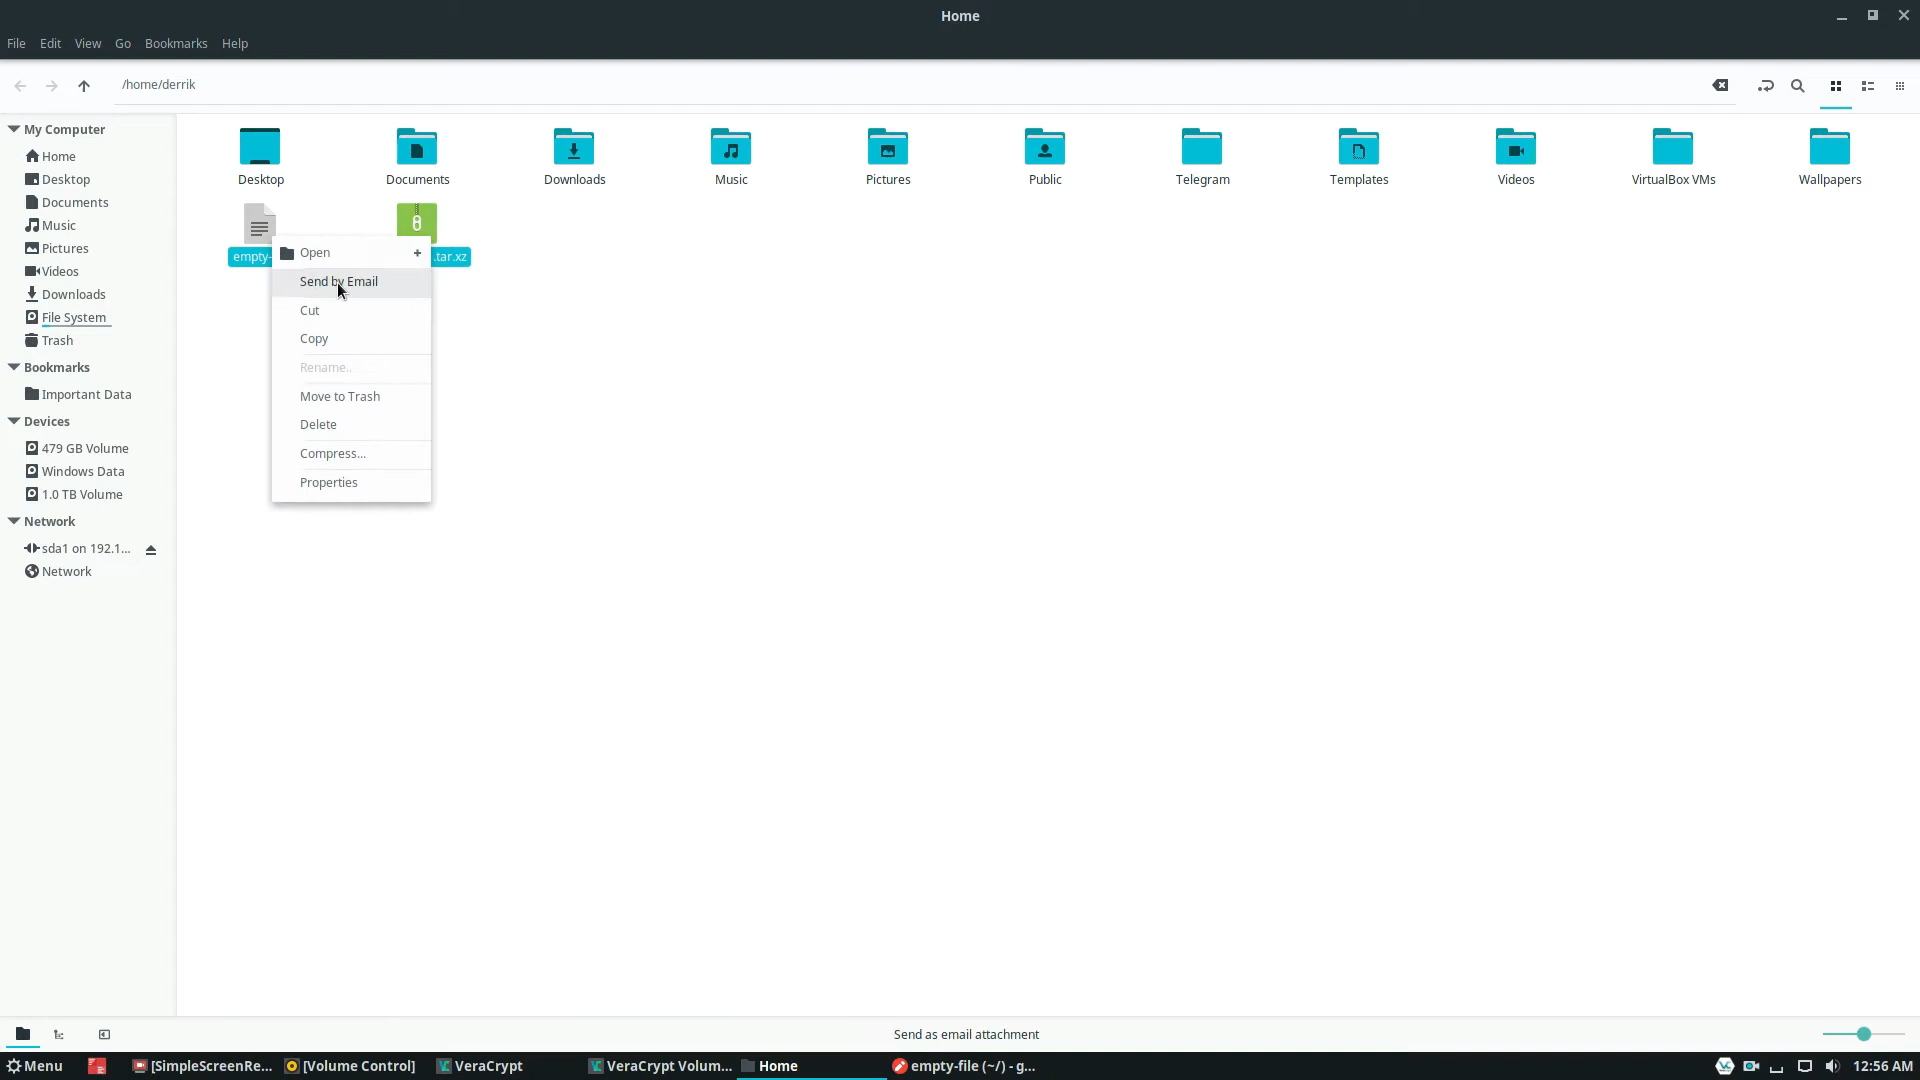 Home
File Edit View Go Bookmarks Help
/home/derrik
My Computer
Home
Desktop
Documents
Music
Pictures
Videos
Downloads
File System
Trash
Bookmarks
Important Data
Devices
479 GB Volume
Windows Data
1.0 TB Volume
Network
sda1 on 192.1...
Network
Desktop Documents Downloads Music Pictures Public Telegram Templates Videos VirtualBox VMs Wallpapers
empty- .tar.xz
Open +
Send by Email
Cut
Copy
Rename..
Move to Trash
Delete
Compress...
Properties
Send as email attachment
Menu [SimpleScreenRe... [Volume Control] VeraCrypt VeraCrypt Volum... Home empty-file (~/) - g... 12:56 AM